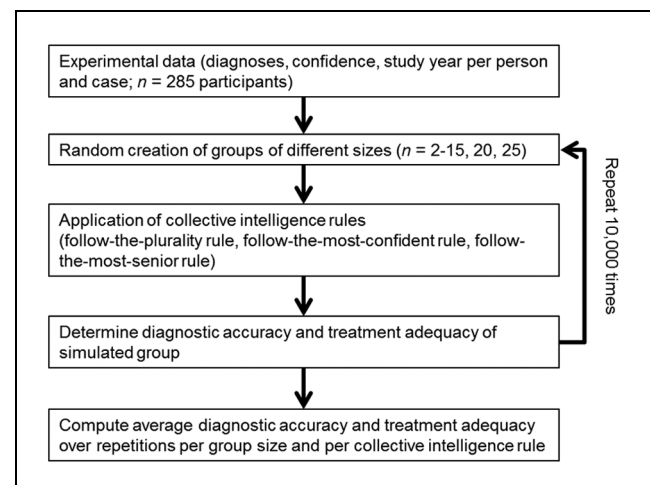 Experimental data (diagnoses, confidence, study year per person
and case; n = 285 participants)
Random creation of groups of different sizes (n = 2-15, 20, 25)
Application of collective intelligence rules
(follow-the-plurality rule, follow-the-most-confident rule, follow-
the-most-senior rule)
Determine diagnostic accuracy and treatment adequacy of
simulated group
Compute average diagnostic accuracy and treatment adequacy
over repetitions per group size and per collective intelligence rule
Repeat 10,000 times